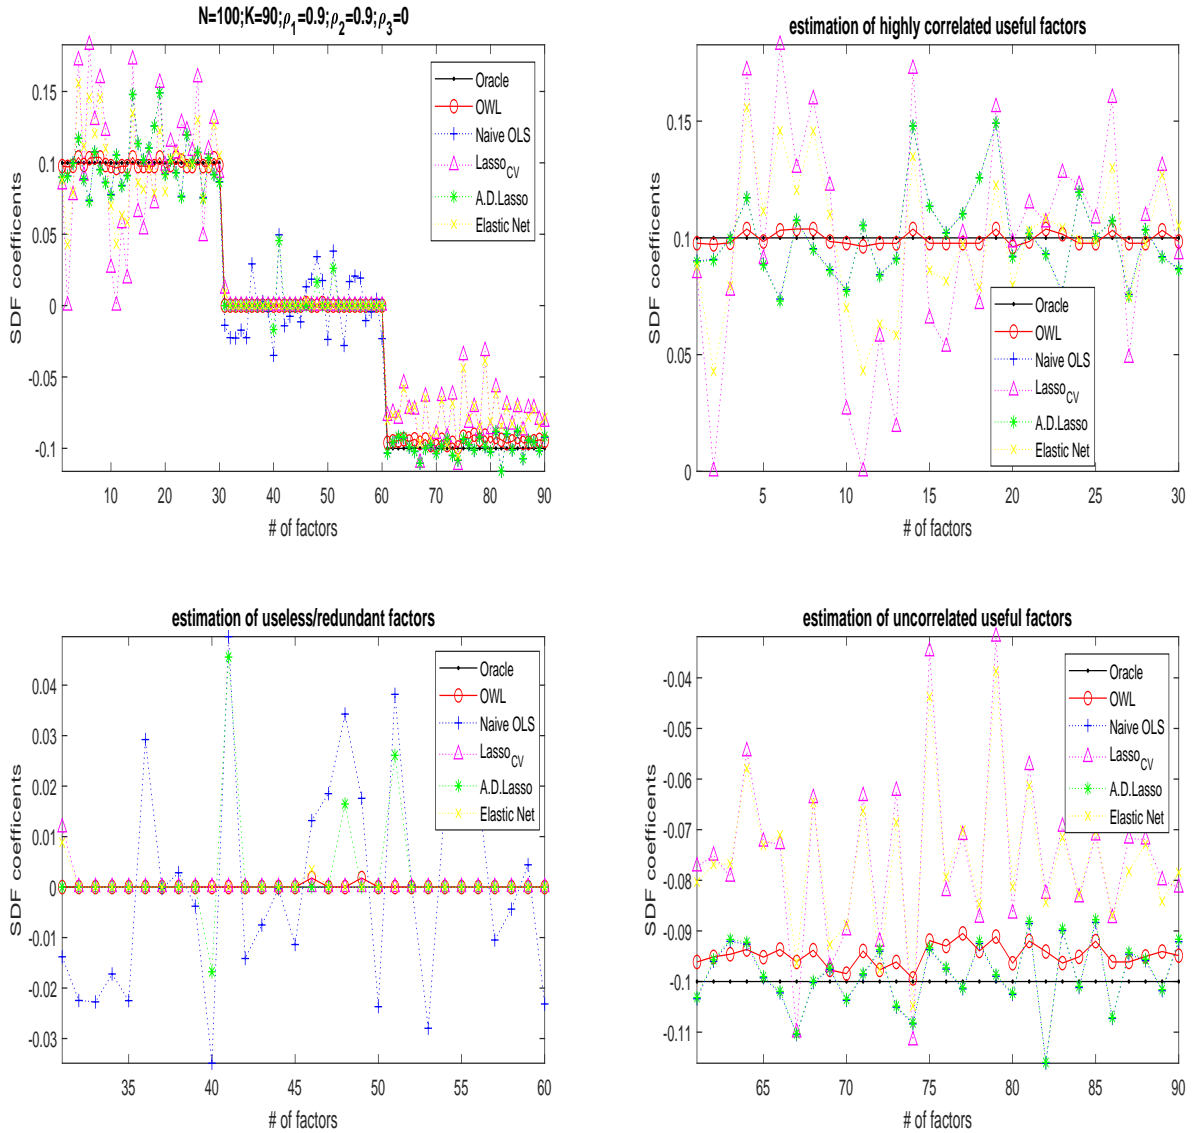 N=100;K=90;ρ1=0.9;ρ2=0.9;ρ3=0
SDF coefficents
0.15
0.1
0.05
0
-0.05
-0.1
10 20 30 40 50 60 70 80 90
# of factors
Oracle
OWL
Naive OLS
LassoCV
A.D.Lasso
Elastic Net
estimation of highly correlated useful factors
SDF coefficents
0.15
0.1
0.05
0
5 10 15 20 25 30
# of factors
Oracle
OWL
Naive OLS
LassoCV
A.D.Lasso
Elastic Net
estimation of useless/redundant factors
SDF coefficents
0.04
0.03
0.02
0.01
0
-0.01
-0.02
-0.03
35 40 45 50 55 60
# of factors
Oracle
OWL
Naive OLS
LassoCV
A.D.Lasso
Elastic Net
estimation of uncorrelated useful factors
SDF coefficents
-0.04
-0.05
-0.06
-0.07
-0.08
-0.09
-0.1
-0.11
65 70 75 80 85 90
# of factors
Oracle
OWL
Naive OLS
LassoCV
A.D.Lasso
Elastic Net